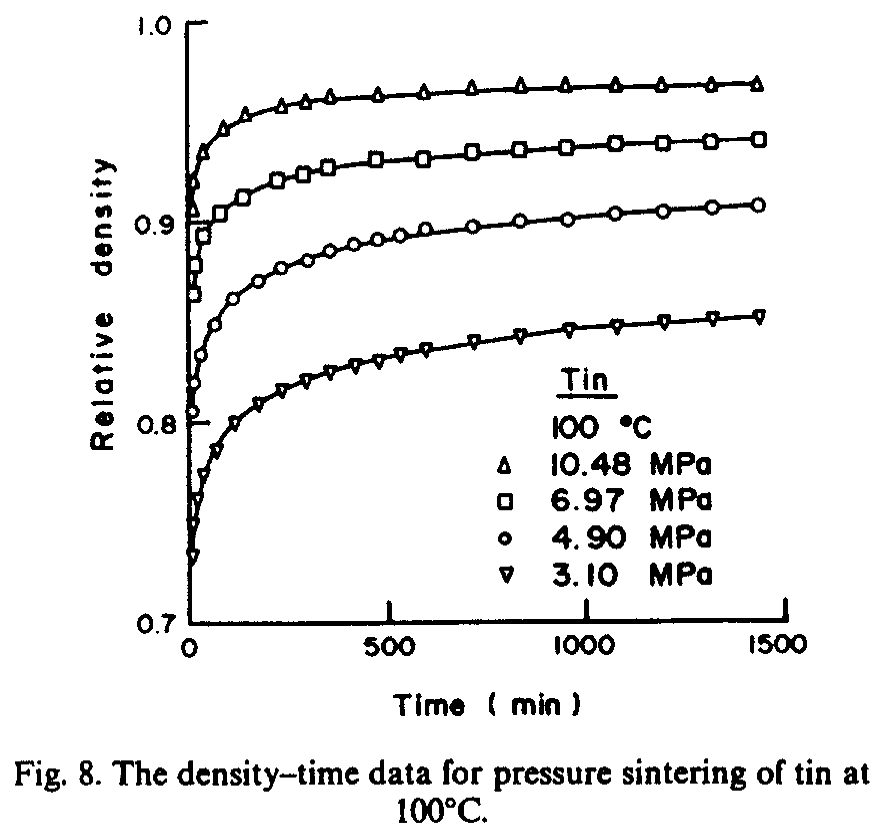 1.0
0.9
0.8
0.7
Relative density
Tin
100 °C
△ 10.48 MPa
□ 6.97 MPa
○ 4.90 MPa
▽ 3.10 MPa
0 500 1000 1500
Time ( min )
Fig. 8. The density–time data for pressure sintering of tin at
100°C.